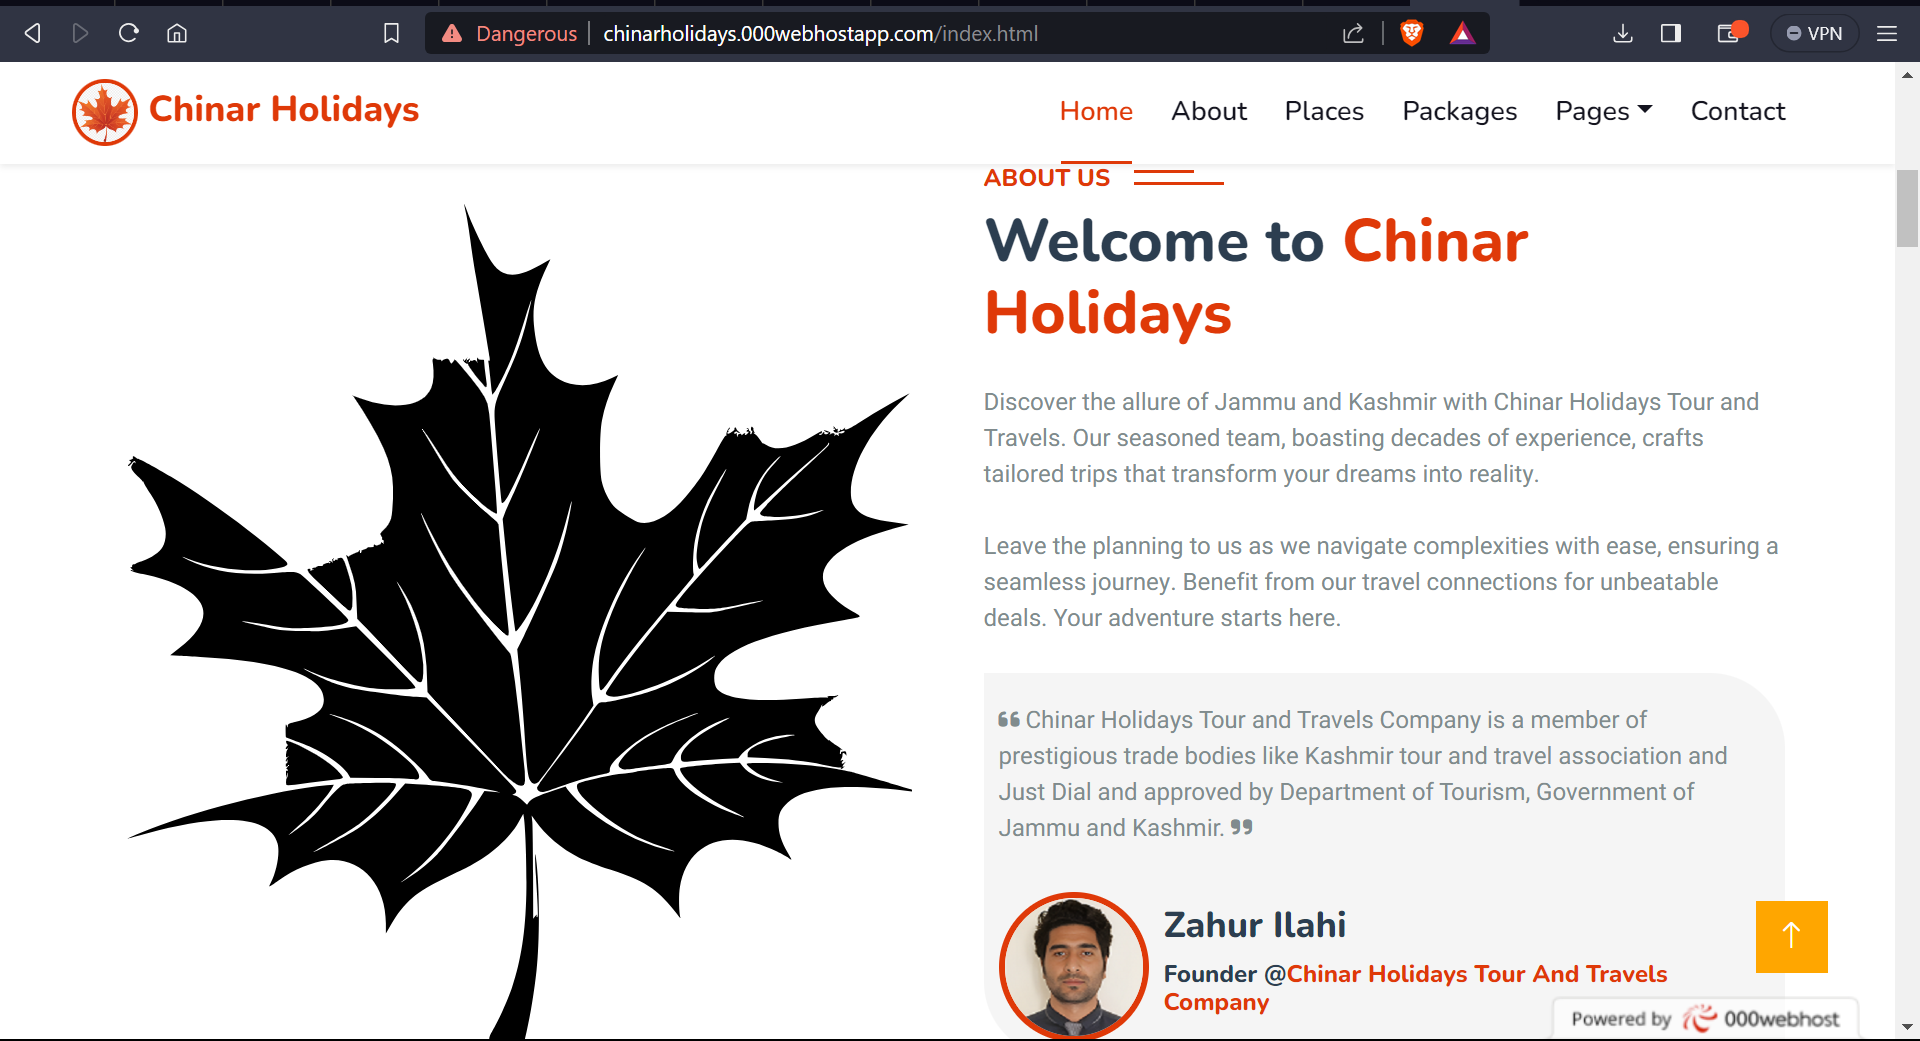 Dangerous
chinarholidays.000webhostapp.com/index.html
VPN
Chinar Holidays
Home
About
Places
Packages
Pages
Contact
ABOUT US
Welcome to Chinar
Holidays
Discover the allure of Jammu and Kashmir with Chinar Holidays Tour and
Travels. Our seasoned team, boasting decades of experience, crafts
tailored trips that transform your dreams into reality.
Leave the planning to us as we navigate complexities with ease, ensuring a
seamless journey. Benefit from our travel connections for unbeatable
deals. Your adventure starts here.
❝ Chinar Holidays Tour and Travels Company is a member of
prestigious trade bodies like Kashmir tour and travel association and
Just Dial and approved by Department of Tourism, Government of
Jammu and Kashmir. ❞
Zahur Ilahi
Founder @Chinar Holidays Tour And Travels
Company
Powered by 000webhost